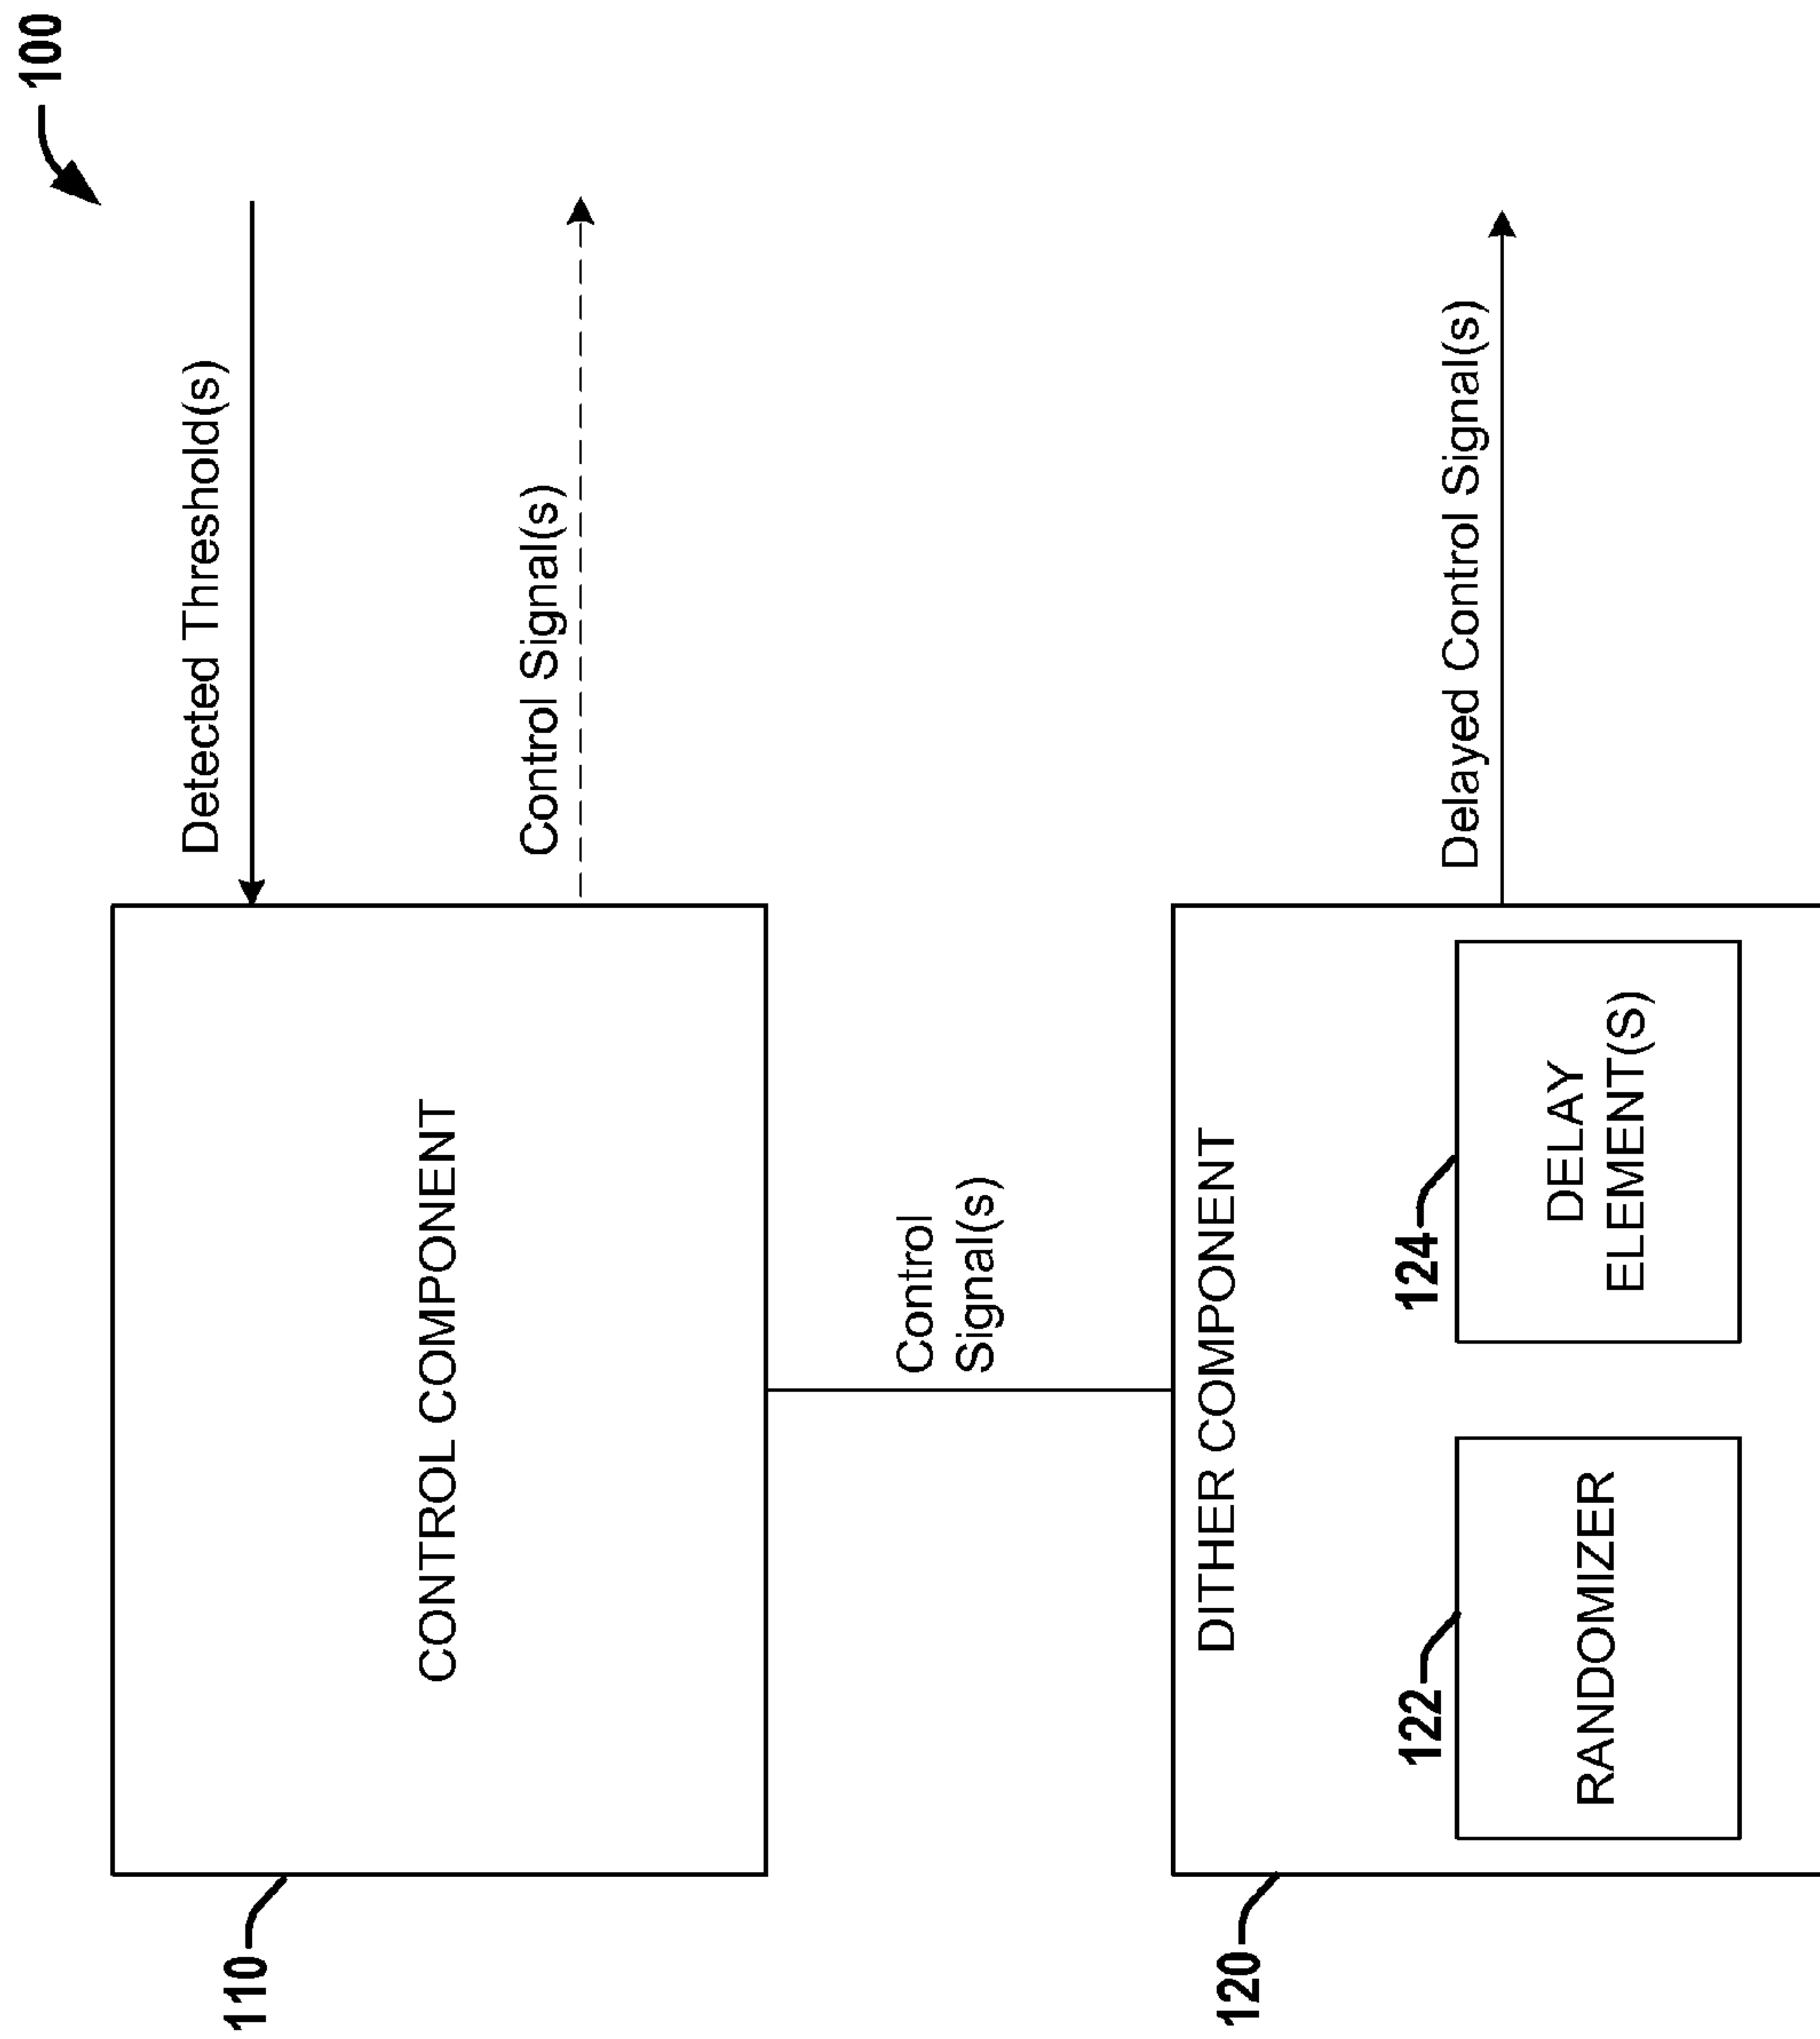 100
Detected Threshold(s)
Control Signal(s)
110
CONTROL COMPONENT
Control
Signal(s)
120
DITHER COMPONENT
Delayed Control Signal(s)
122
RANDOMIZER
124
DELAY
ELEMENT(S)